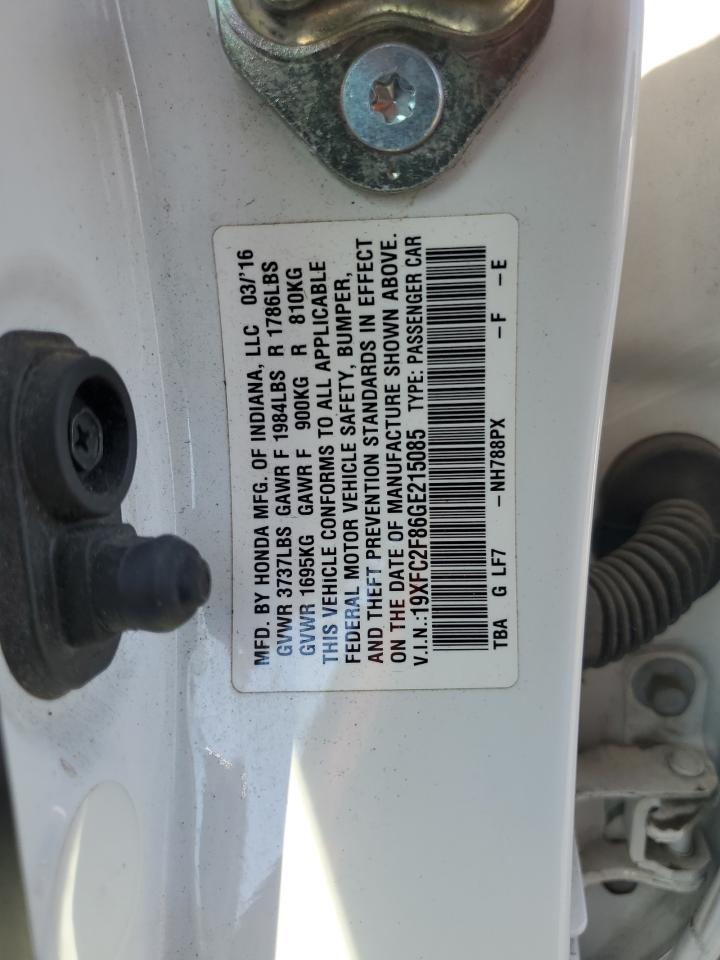 MFD. BY HONDA MFG. OF INDIANA, LLC 03/'16
GVWR 3737LBS GAWR F 1984LBS R 1786LBS
GVWR 1695KG GAWR F 900KG R 810KG
THIS VEHICLE CONFORMS TO ALL APPLICABLE
FEDERAL MOTOR VEHICLE SAFETY, BUMPER,
AND THEFT PREVENTION STANDARDS IN EFFECT
ON THE DATE OF MANUFACTURE SHOWN ABOVE.
V.I.N.:19XFC2F86GE215085 TYPE: PASSENGER CAR
TBA G LF7 -NH788PX -F -E